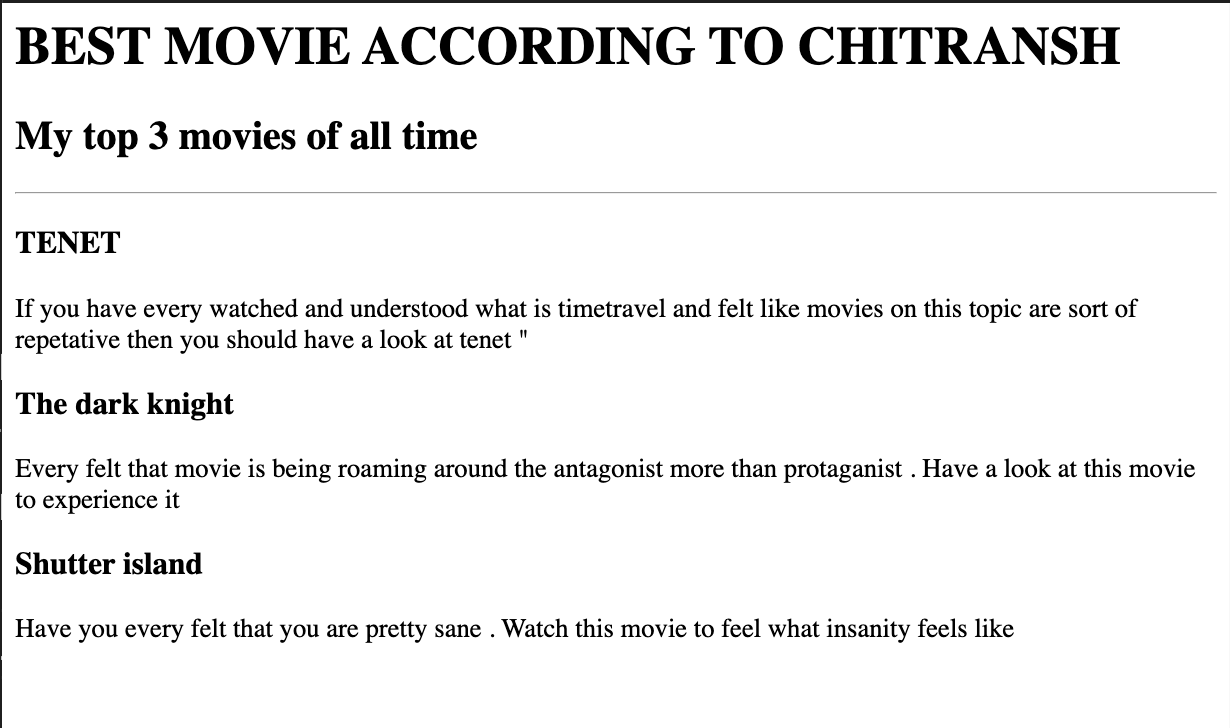 BEST MOVIE ACCORDING TO CHITRANSH
My top 3 movies of all time
TENET
If you have every watched and understood what is timetravel and felt like movies on this topic are sort of
repetative then you should have a look at tenet "
The dark knight
Every felt that movie is being roaming around the antagonist more than protaganist . Have a look at this movie
to experience it
Shutter island
Have you every felt that you are pretty sane . Watch this movie to feel what insanity feels like